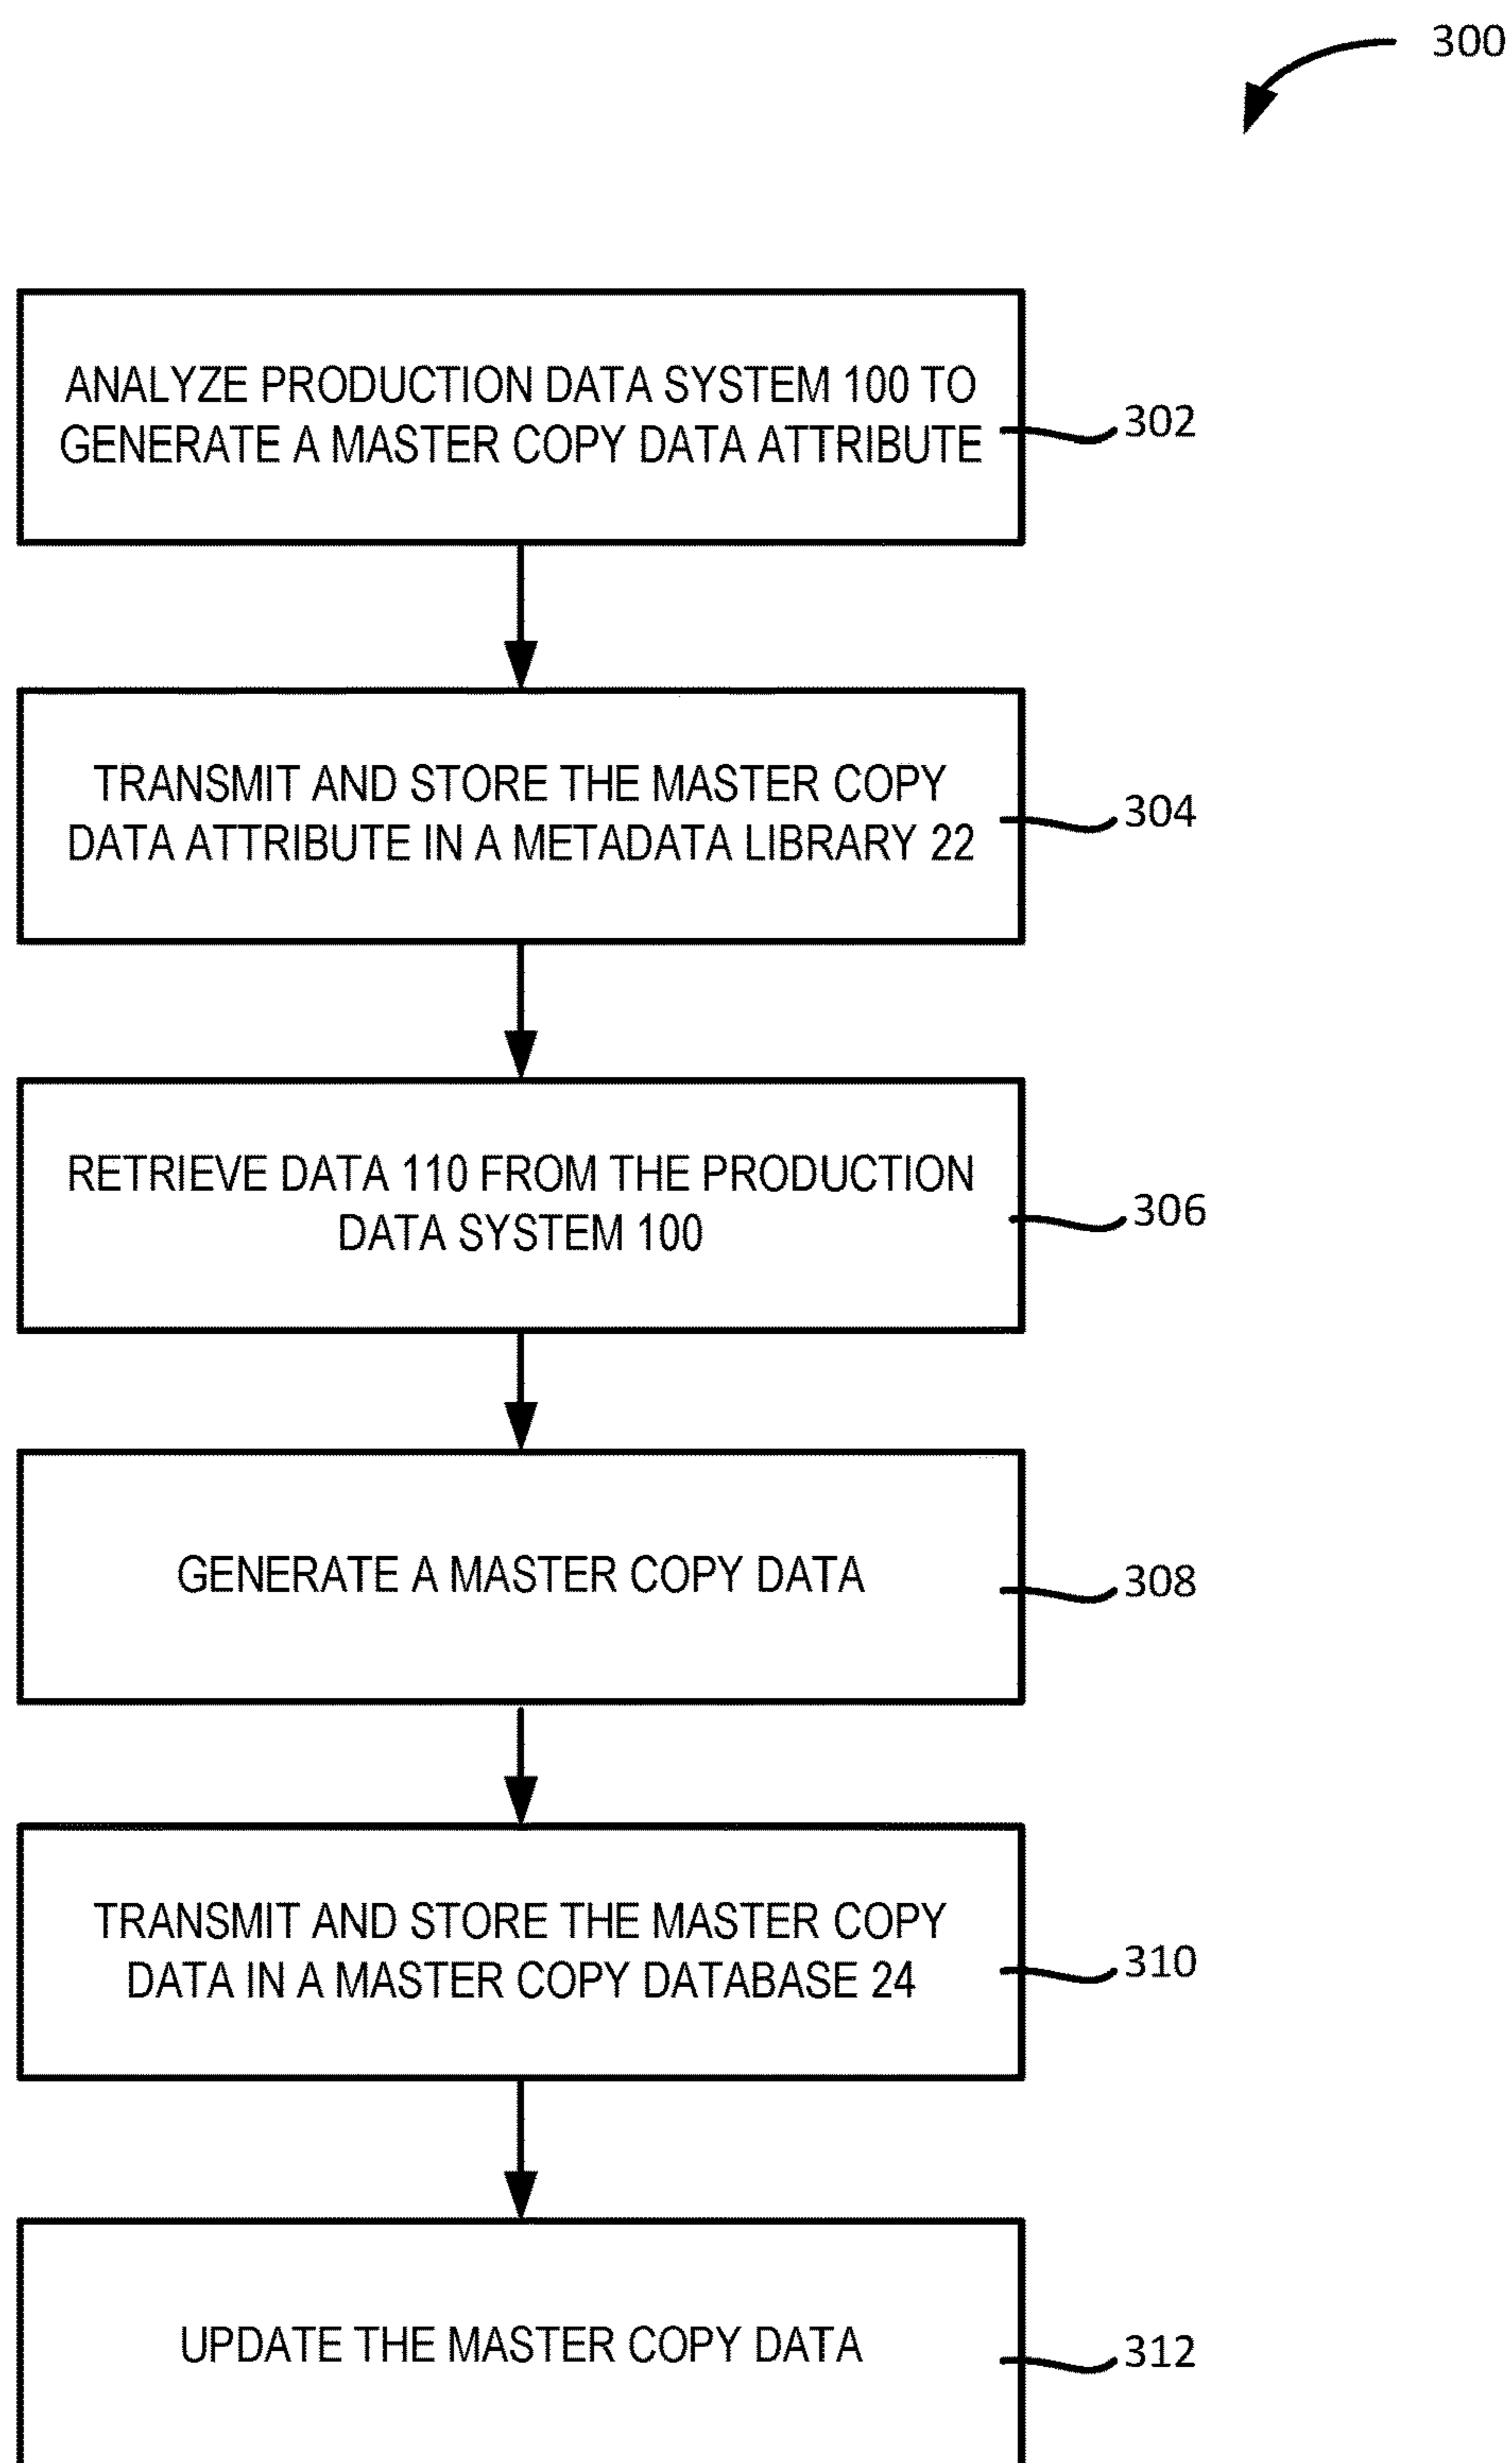 300
ANALYZE PRODUCTION DATA SYSTEM 100 TO
GENERATE A MASTER COPY DATA ATTRIBUTE
302
TRANSMIT AND STORE THE MASTER COPY
DATA ATTRIBUTE IN A METADATA LIBRARY 22
304
RETRIEVE DATA 110 FROM THE PRODUCTION
DATA SYSTEM 100
306
GENERATE A MASTER COPY DATA
308
TRANSMIT AND STORE THE MASTER COPY
DATA IN A MASTER COPY DATABASE 24
310
UPDATE THE MASTER COPY DATA
312